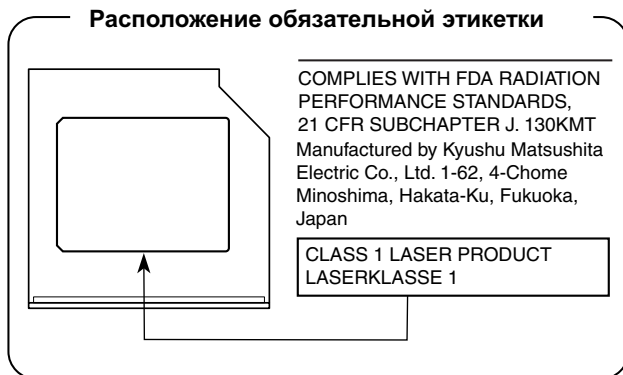 Расположение обязательной этикетки
COMPLIES WITH FDA RADIATION
PERFORMANCE STANDARDS,
21 CFR SUBCHAPTER J. 130KMT
Manufactured by Kyushu Matsushita
Electric Co., Ltd. 1-62, 4-Chome
Minoshima, Hakata-Ku, Fukuoka,
Japan
CLASS 1 LASER PRODUCT
LASERKLASSE 1